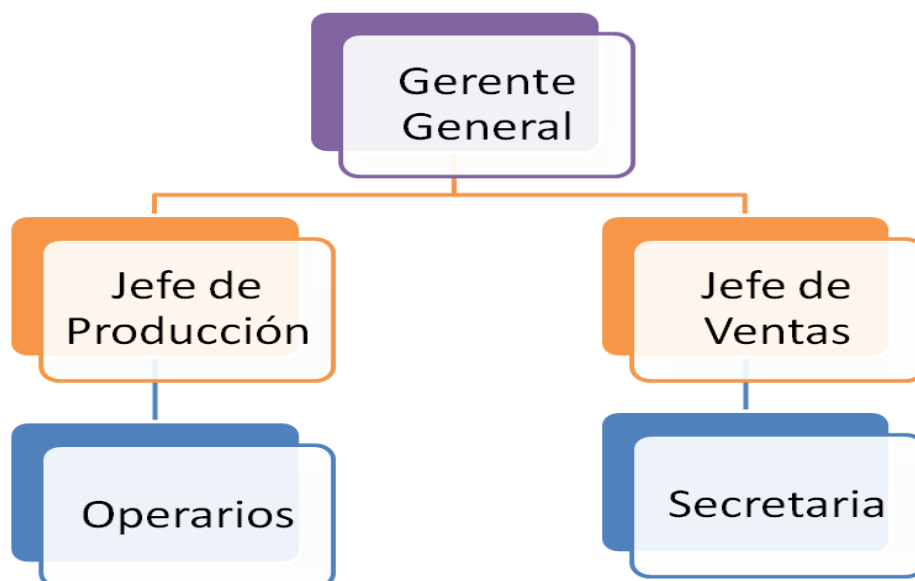 Gerente
General
Jefe de
Producción
Jefe de
Ventas
Operarios
Secretaria